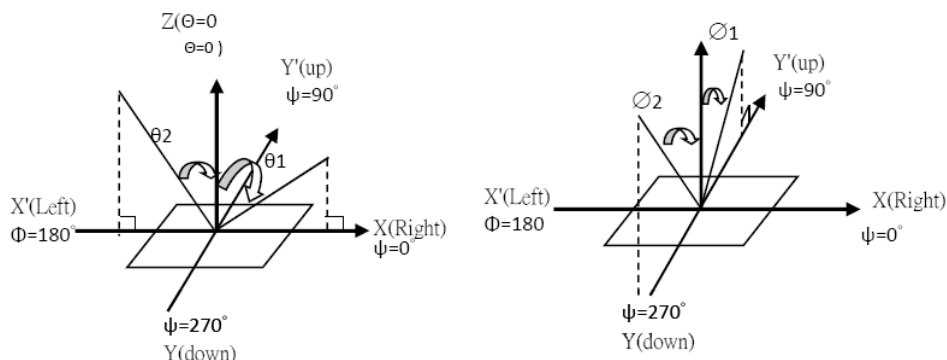 Z(Θ=0
Θ=0 )
Y'(up)
ψ=90°
θ2
θ1
X'(Left)
Φ=180°
X(Right)
ψ=0°
ψ=270°
Y(down)
∅1
Y'(up)
ψ=90°
∅2
X'(Left)
Φ=180
X(Right)
ψ=0°
ψ=270°
Y(down)